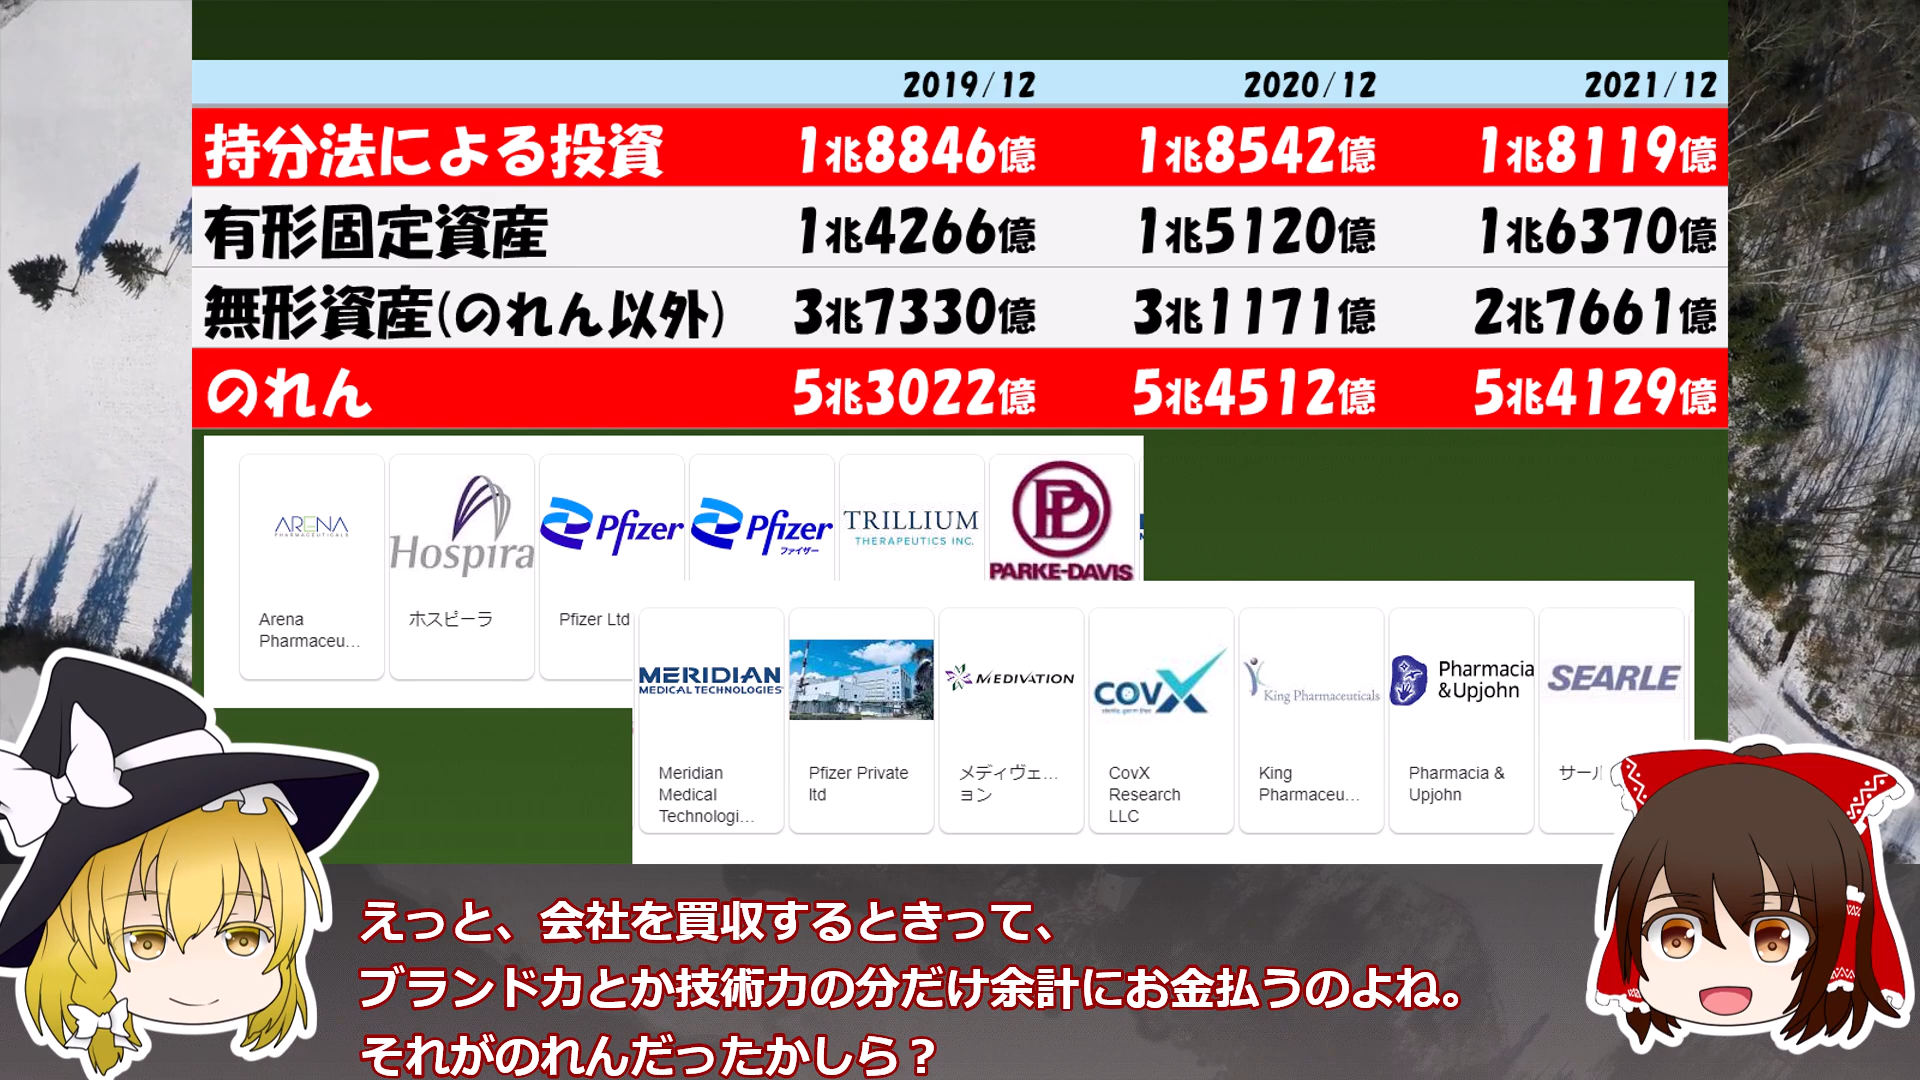 2019/12 2020/12 2021/12
持分法による投資 1兆8846億 1兆8542億 1兆8119億
有形固定資産 1兆4266億 1兆5120億 1兆6370億
無形資産(のれん以外) 3兆7330億 3兆1171億 2兆7661億
のれん 5兆3022億 5兆4512億 5兆4129億
ARENA
PHARMACEUTICALS
Hospira
Pfizer
Pfizer
ファイザー
TRILLIUM
THERAPEUTICS INC.
PARKE-DAVIS
Arena
Pharmaceu...
ホスピーラ
Pfizer Ltd
MERIDIAN
MEDICAL TECHNOLOGIES
MEDIVATION
COVX
King Pharmaceuticals
Pharmacia
&Upjohn
SEARLE
Meridian
Medical
Technologi...
Pfizer Private
ltd
メディヴェ...
ョン
CovX
Research
LLC
King
Pharmaceu...
Pharmacia &
Upjohn
サール
えっと、会社を買収するときって、
ブランド力とか技術力の分だけ余計にお金払うのよね。
それがのれんだったかしら？